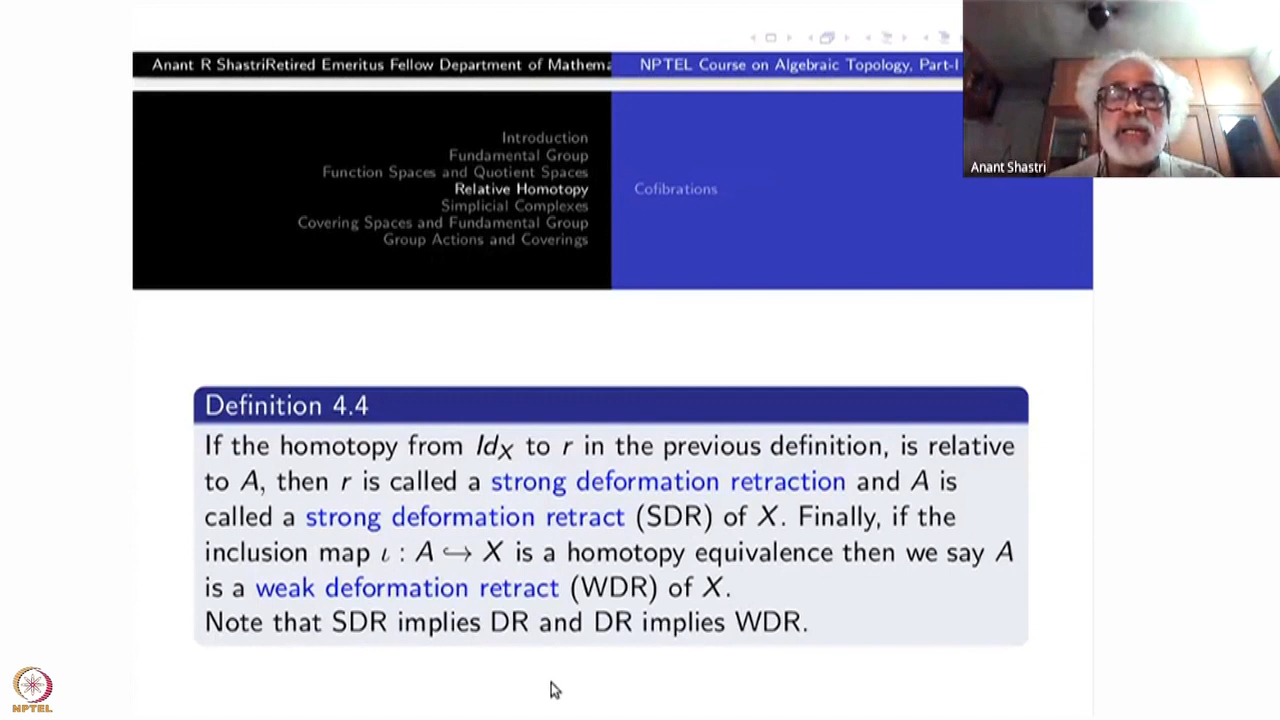 Anant R ShastriRetired Emeritus Fellow Department of Mathema
NPTEL Course on Algebraic Topology, Part-I
Introduction
Fundamental Group
Function Spaces and Quotient Spaces
Relative Homotopy
Simplicial Complexes
Covering Spaces and Fundamental Group
Group Actions and Coverings
Cofibrations
Anant Shastri
Definition 4.4
If the homotopy from Id_X to r in the previous definition, is relative
to A, then r is called a strong deformation retraction and A is
called a strong deformation retract (SDR) of X. Finally, if the
inclusion map ι : A ↪ X is a homotopy equivalence then we say A
is a weak deformation retract (WDR) of X.
Note that SDR implies DR and DR implies WDR.
NPTEL